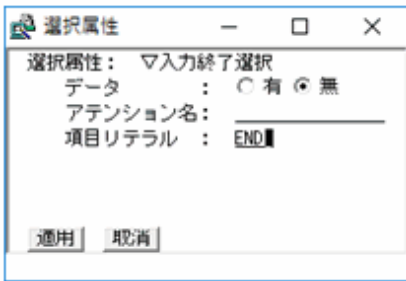 選択属性
選択属性： ▽入力終了選択
データ ： ○ 有 ◉ 無
アテンション名：
項目リテラル ： END
適用 取消